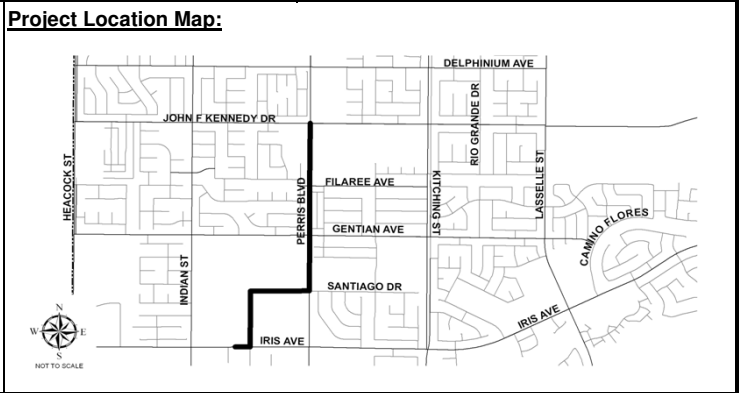 Project Location Map:
DELPHINIUM AVE
RIO GRANDE DR
JOHN F KENNEDY DR
HEACOCK ST
PERRIS BLVD
FILAREE AVE
KITCHING ST
LASSELLE ST
CAMINO FLORES
GENTIAN AVE
INDIAN ST
SANTIAGO DR
IRIS AVE
IRIS AVE
N
W E
S
NOT TO SCALE